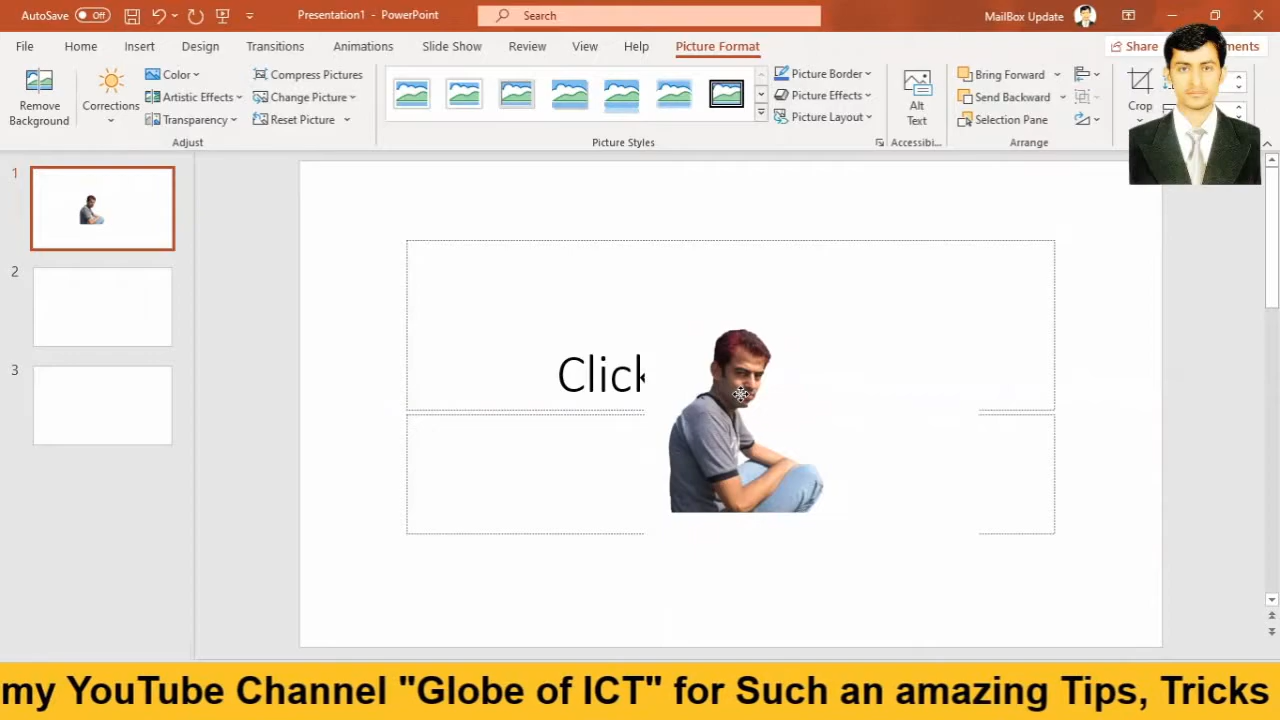 AutoSave Off Presentation1 - PowerPoint Search MailBox Update
File Home Insert Design Transitions Animations Slide Show Review View Help Picture Format Share
Remove Background
Corrections
Color
Artistic Effects
Transparency
Compress Pictures
Change Picture
Reset Picture
Adjust
Picture Border
Picture Effects
Picture Layout
Picture Styles
Alt Text
Accessibi...
Bring Forward
Send Backward
Selection Pane
Arrange
Crop
1
2
3
Click
my YouTube Channel "Globe of ICT" for Such an amazing Tips, Tricks